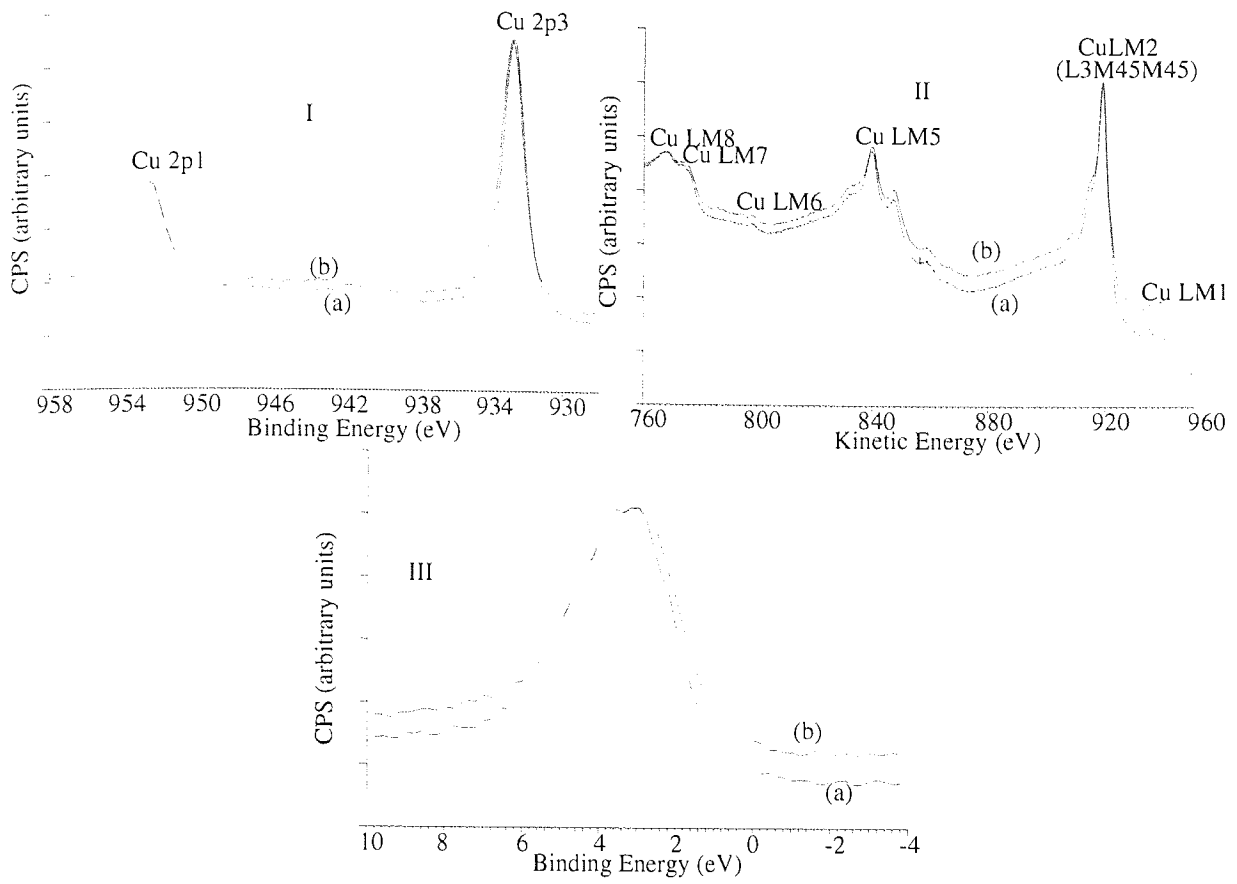 Cu 2p3
Cu 2p1
I
(b)
(a)
CPS (arbitrary units)
958 954 950 946 942 938 934 930
Binding Energy (eV)
CuLM2
(L3M45M45)
II
Cu LM8
Cu LM7
Cu LM5
Cu LM6
(b)
(a)
Cu LM1
CPS (arbitrary units)
760 800 840 880 920 960
Kinetic Energy (eV)
III
(b)
(a)
CPS (arbitrary units)
10 8 6 4 2 0 -2 -4
Binding Energy (eV)